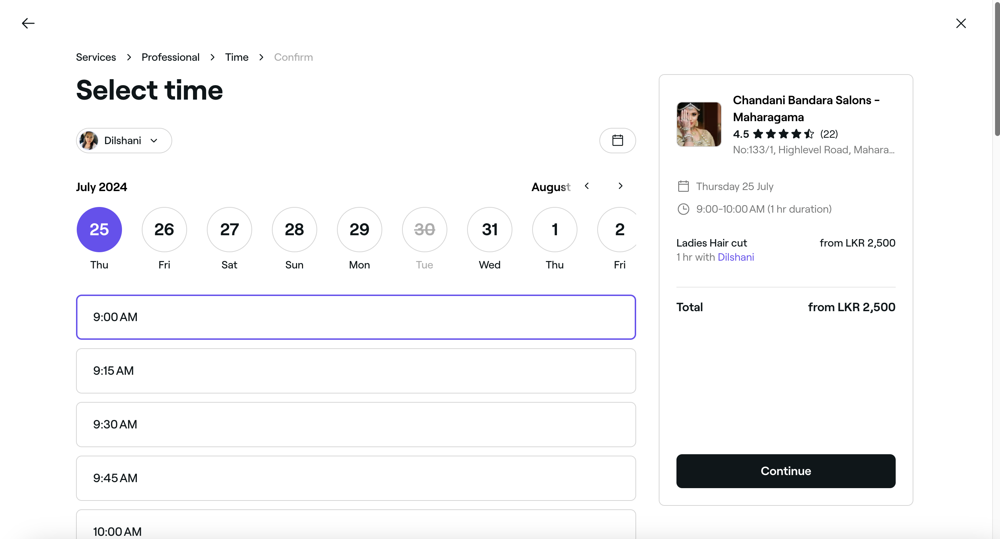 Services > Professional > Time > Confirm
Select time
Dilshani
July 2024
August
25 26 27 28 29 30 31 1 2
Thu Fri Sat Sun Mon Tue Wed Thu Fri
9:00 AM
9:15 AM
9:30 AM
9:45 AM
10:00 AM
Chandani Bandara Salons -
Maharagama
4.5 (22)
No:133/1, Highlevel Road, Mahara...
Thursday 25 July
9:00-10:00 AM (1 hr duration)
Ladies Hair cut from LKR 2,500
1 hr with Dilshani
Total from LKR 2,500
Continue